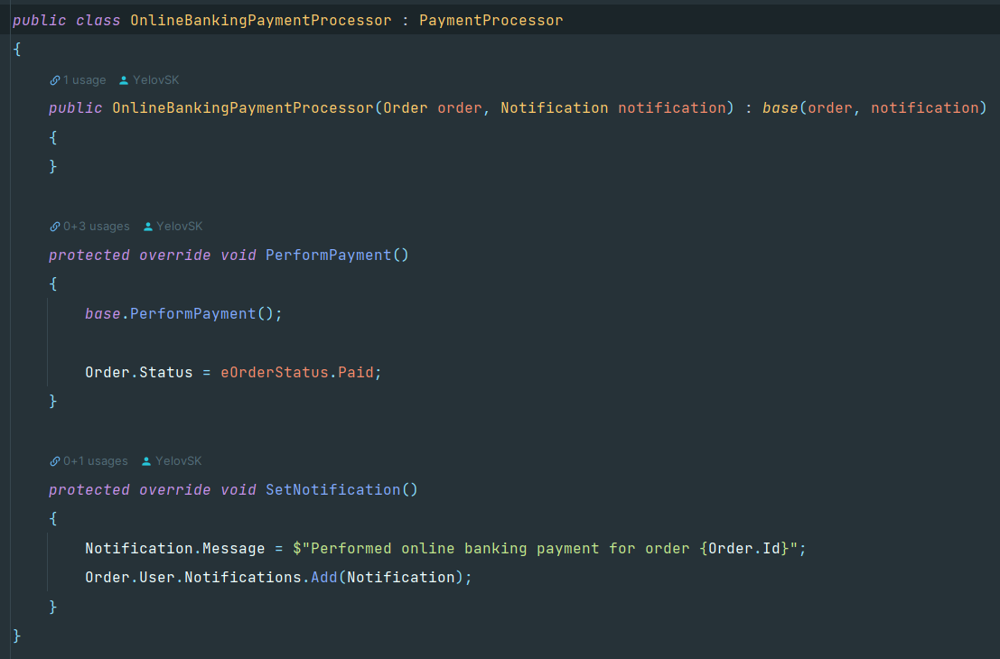 public class OnlineBankingPaymentProcessor : PaymentProcessor
{
1 usage YelovSK
public OnlineBankingPaymentProcessor(Order order, Notification notification) : base(order, notification)
{
}
0+3 usages YelovSK
protected override void PerformPayment()
{
base.PerformPayment();
Order.Status = eOrderStatus.Paid;
}
0+1 usages YelovSK
protected override void SetNotification()
{
Notification.Message = $"Performed online banking payment for order {Order.Id}";
Order.User.Notifications.Add(Notification);
}
}